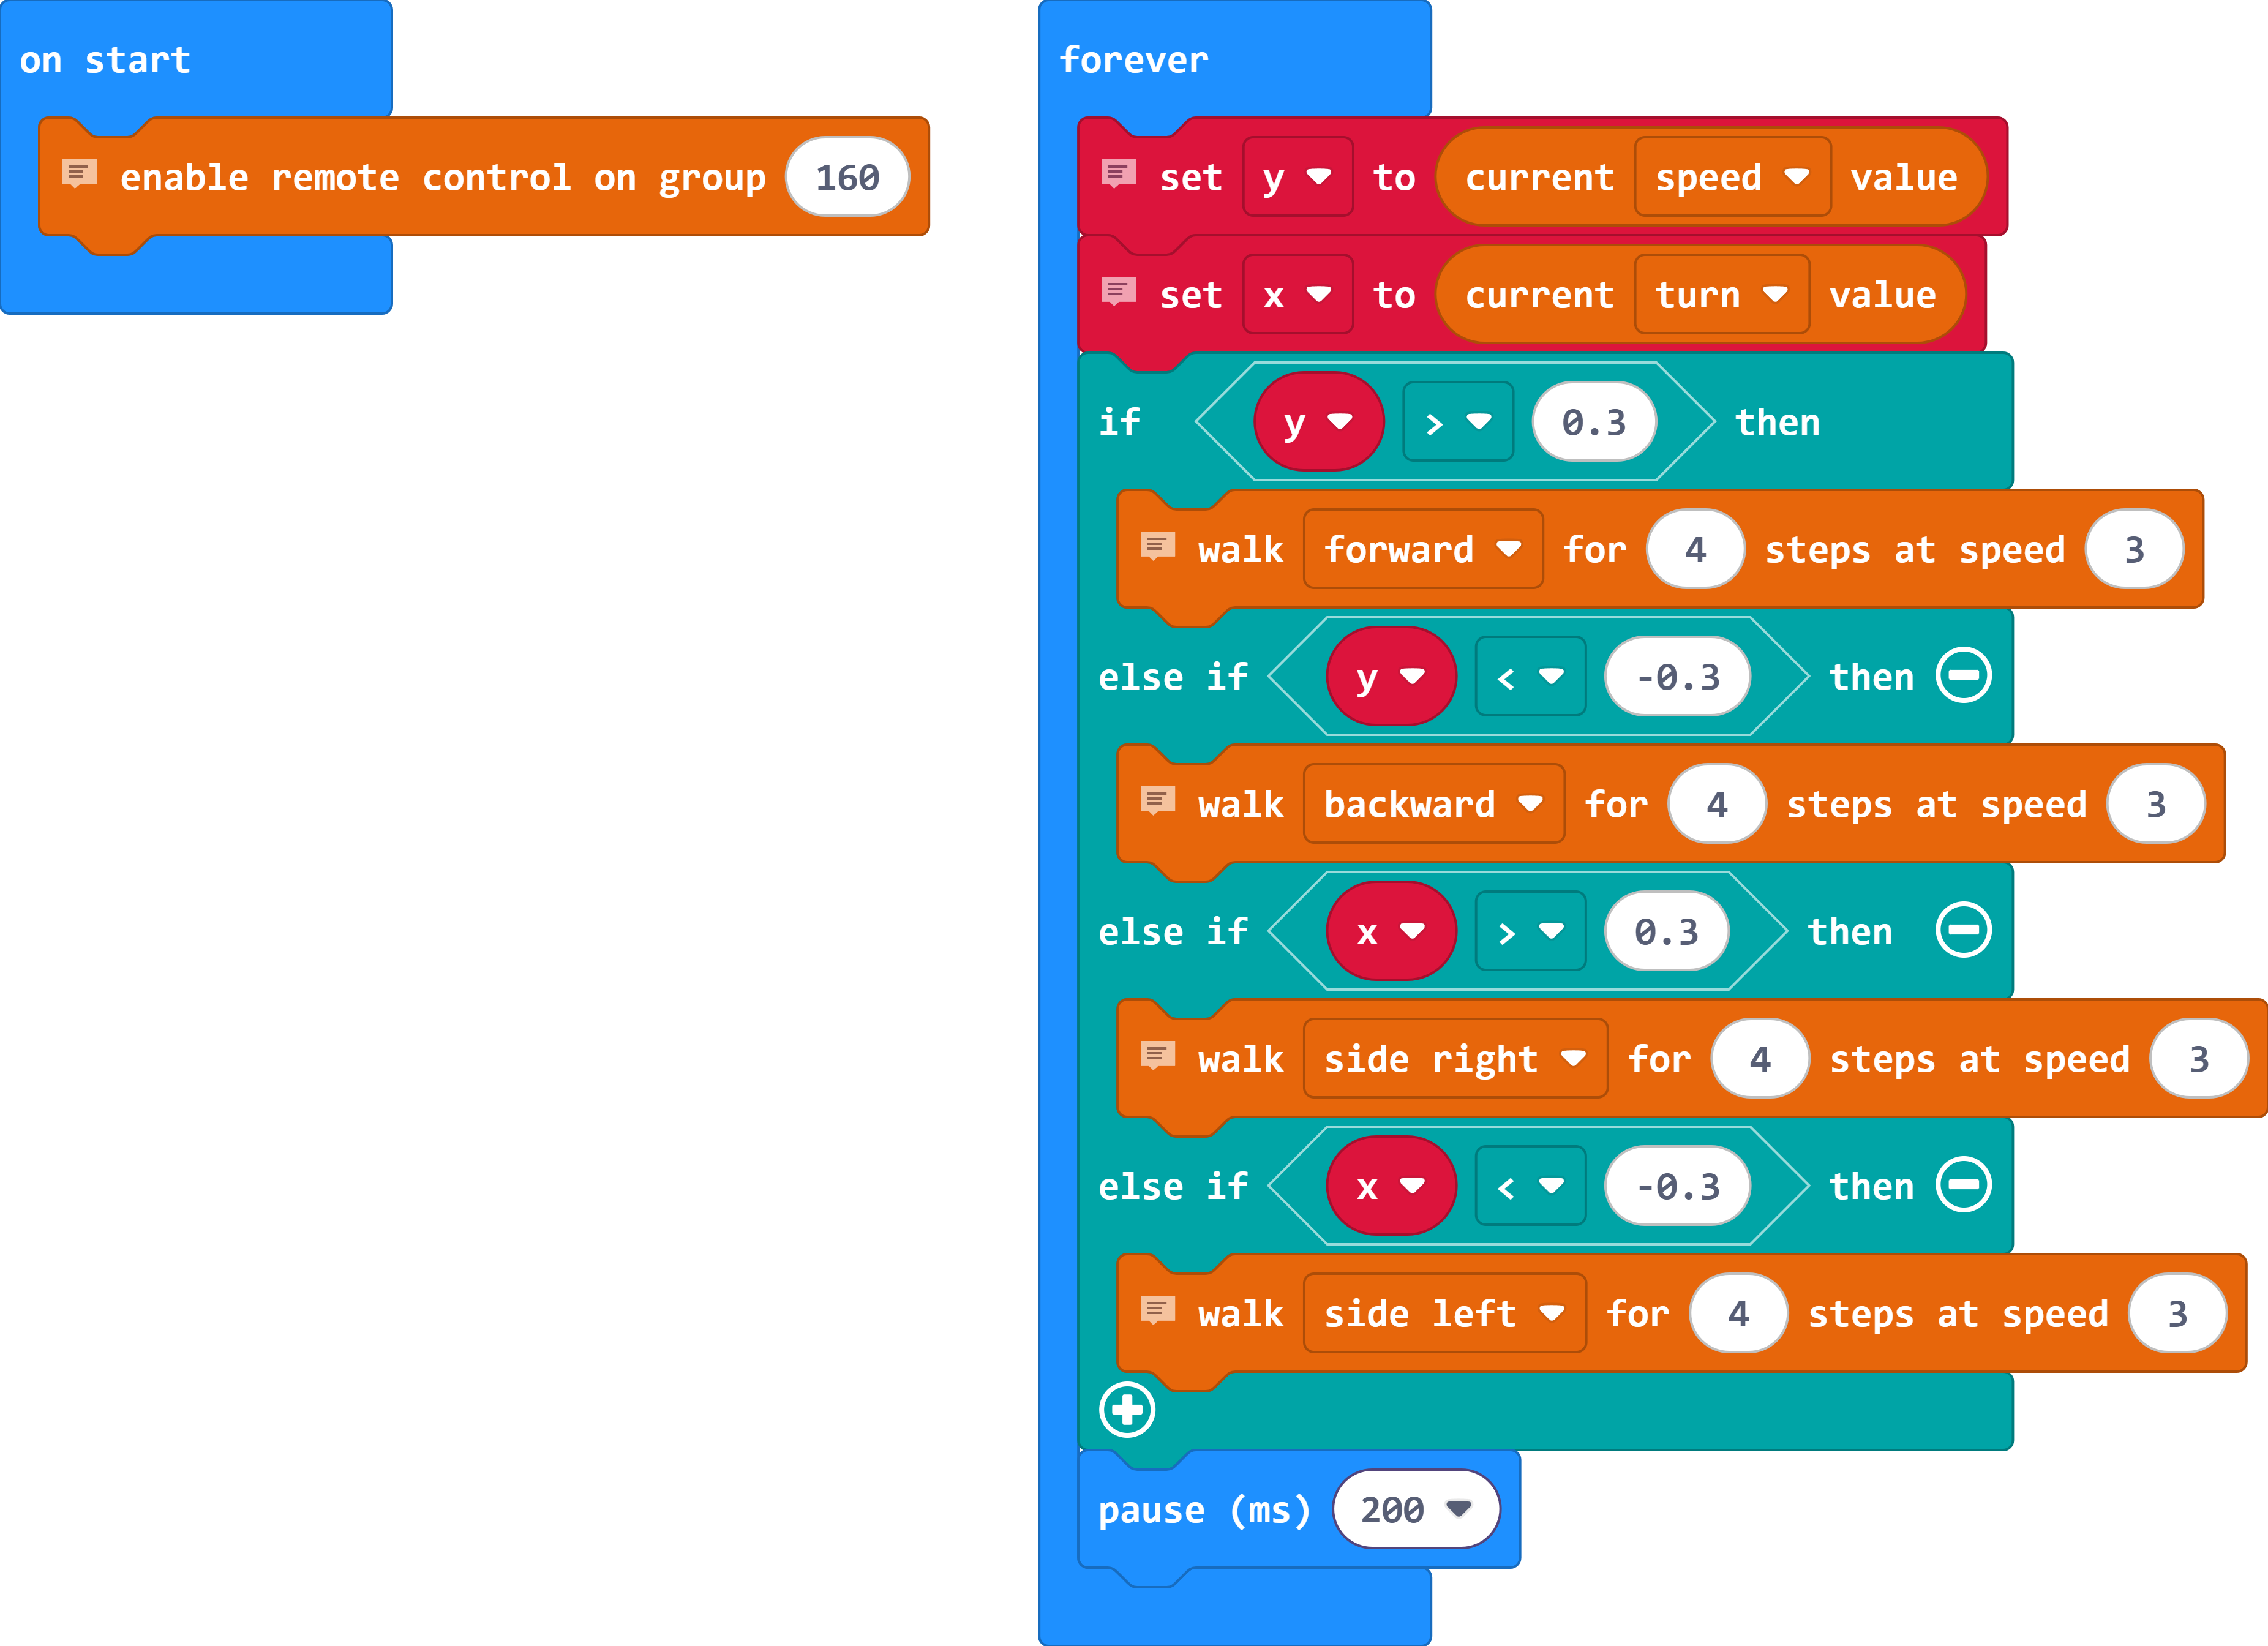 on start
enable remote control on group 160
forever
set y to current speed value
set x to current turn value
if y > 0.3 then
walk forward for 4 steps at speed 3
else if y < -0.3 then
walk backward for 4 steps at speed 3
else if x > 0.3 then
walk side right for 4 steps at speed 3
else if x < -0.3 then
walk side left for 4 steps at speed 3
pause (ms) 200